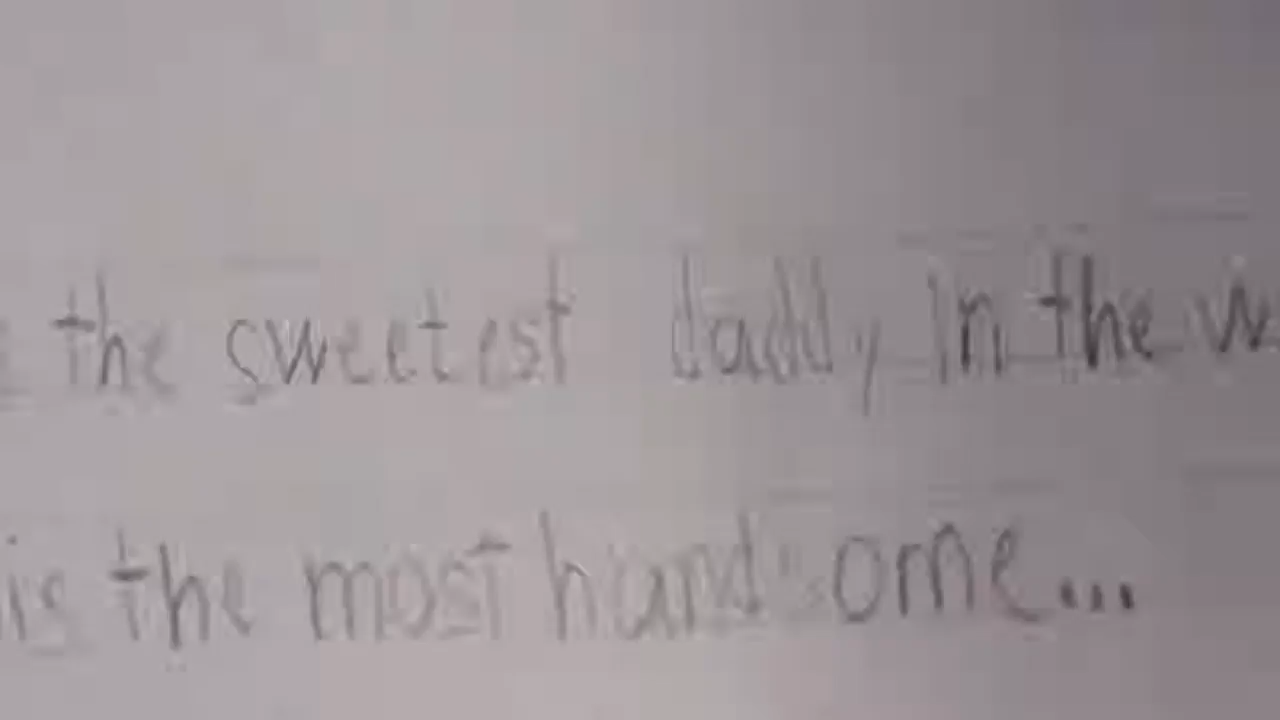 the sweetest daddy in the
is the most handsome...